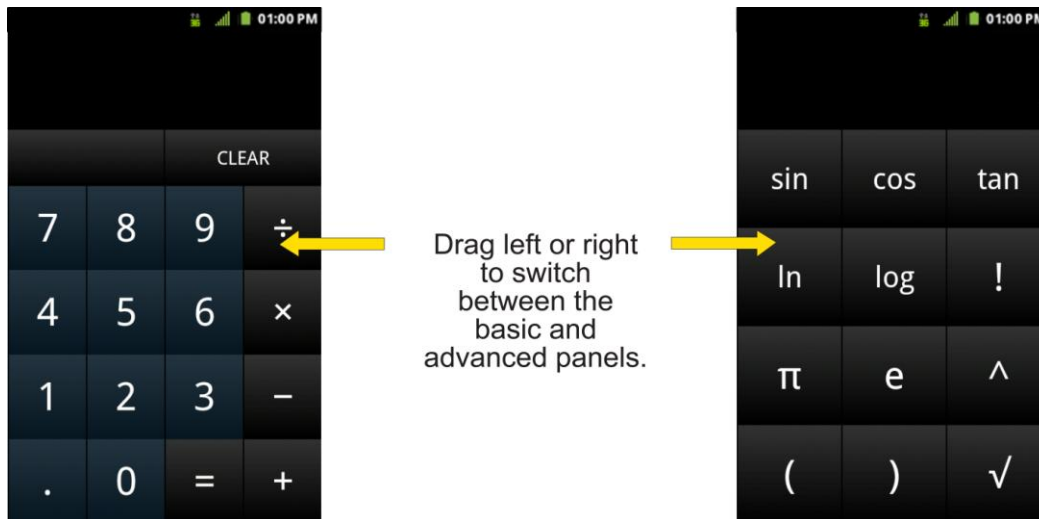 01:00 PM
CLEAR
7 8 9 ÷
4 5 6 ×
1 2 3 −
. 0 = +
Drag left or right
to switch
between the
basic and
advanced panels.
3G 01:00 PM
sin cos tan
ln log !
π e ^
( ) √